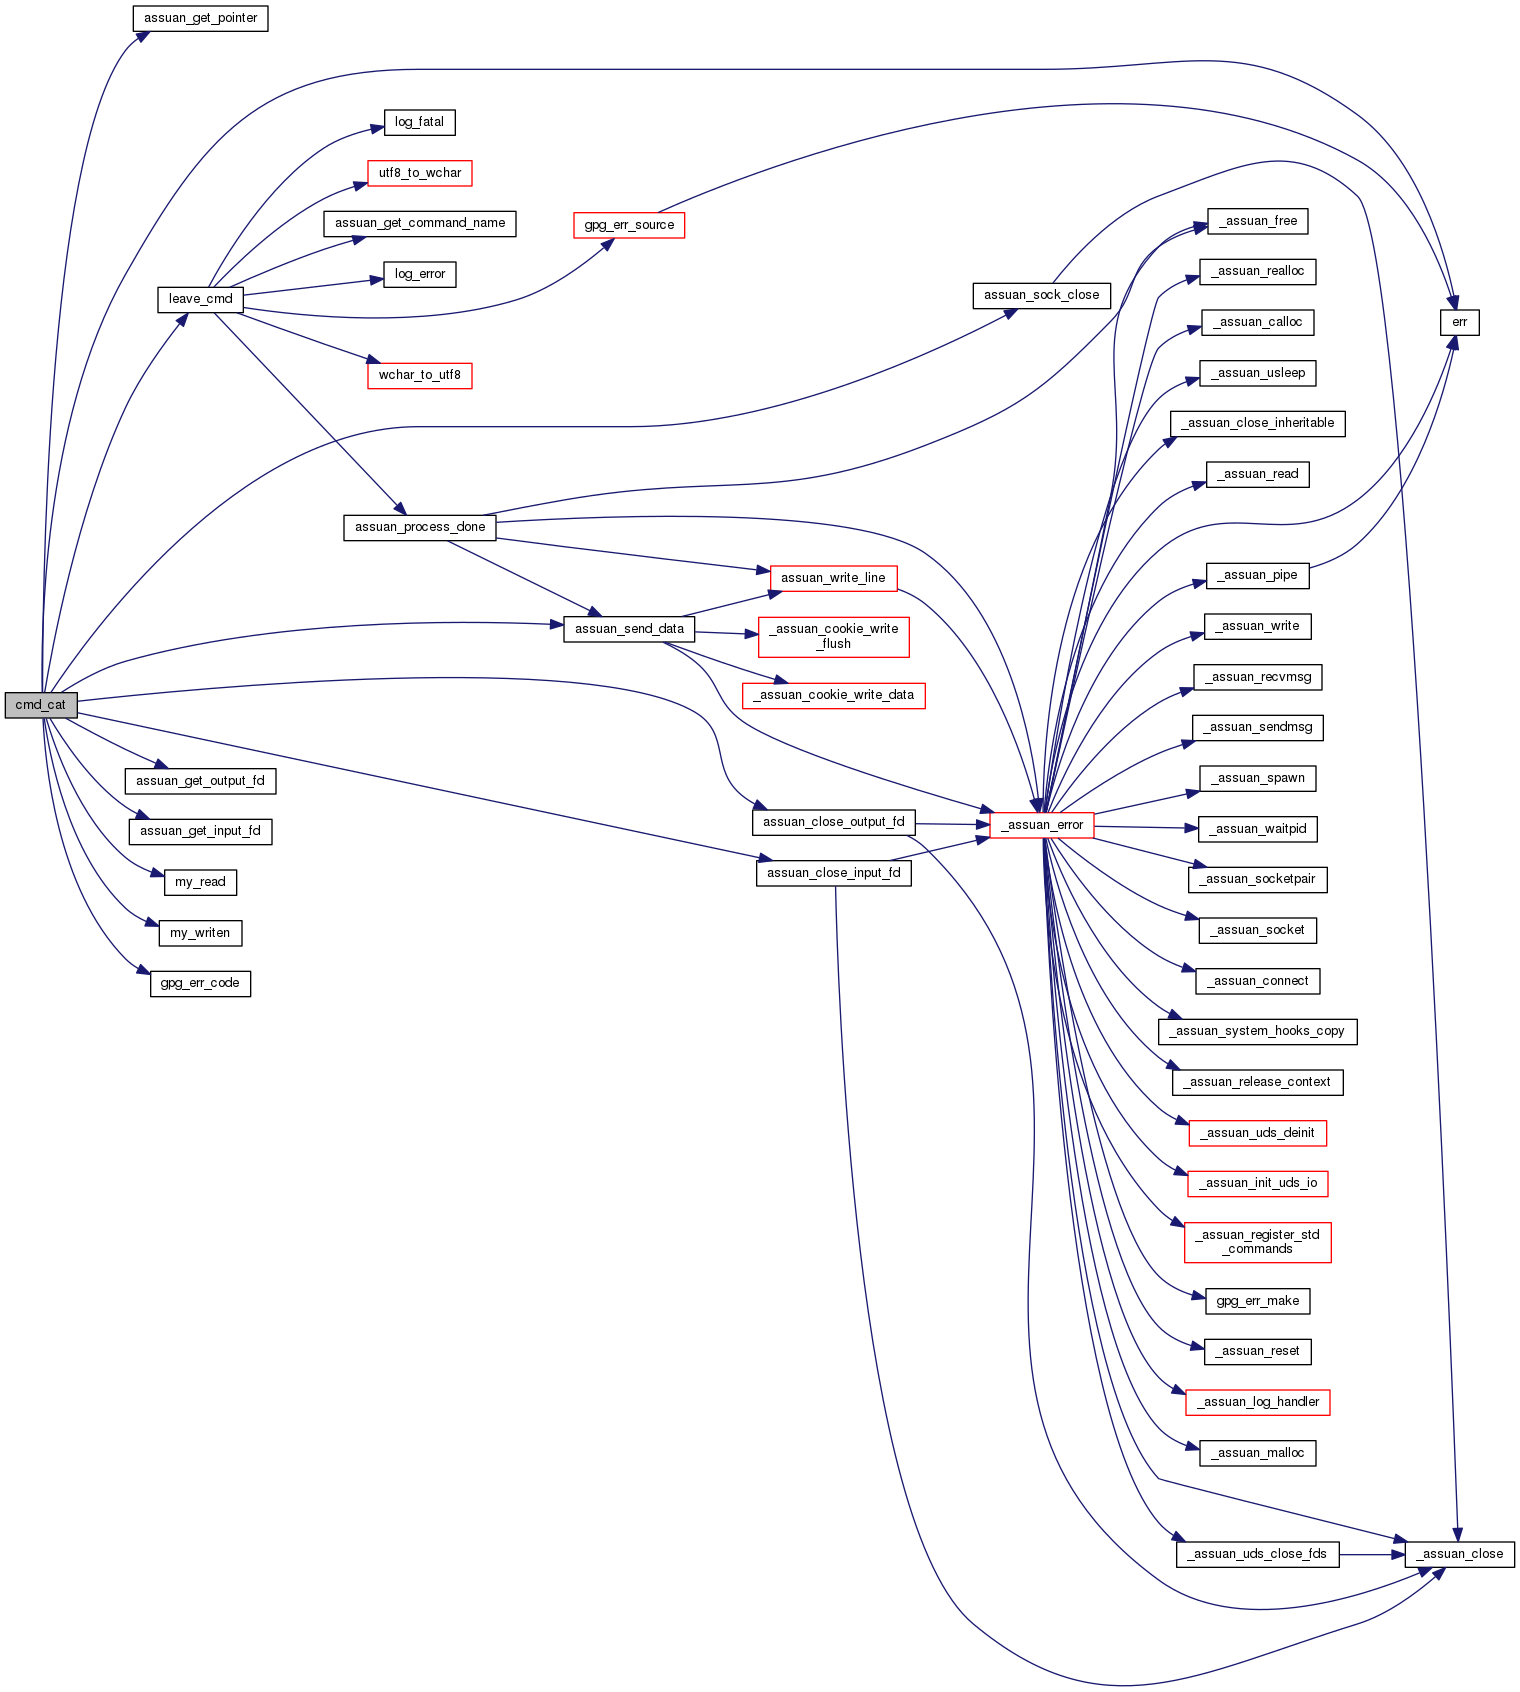 assuan_get_pointer
log_fatal
utf8_to_wchar
assuan_get_command_name
log_error
leave_cmd
wchar_to_utf8
gpg_err_source
assuan_sock_close
_assuan_free
_assuan_realloc
_assuan_calloc
err
_assuan_usleep
_assuan_close_inheritable
_assuan_read
assuan_process_done
assuan_write_line
_assuan_pipe
assuan_send_data
_assuan_cookie_write
_flush
_assuan_write
_assuan_cookie_write_data
_assuan_recvmsg
cmd_cat
_assuan_sendmsg
assuan_get_output_fd
_assuan_spawn
assuan_close_output_fd
_assuan_error
_assuan_waitpid
assuan_get_input_fd
assuan_close_input_fd
_assuan_socketpair
my_read
my_writen
_assuan_socket
gpg_err_code
_assuan_connect
_assuan_system_hooks_copy
_assuan_release_context
_assuan_uds_deinit
_assuan_init_uds_io
_assuan_register_std
_commands
gpg_err_make
_assuan_reset
_assuan_log_handler
_assuan_malloc
_assuan_uds_close_fds
_assuan_close